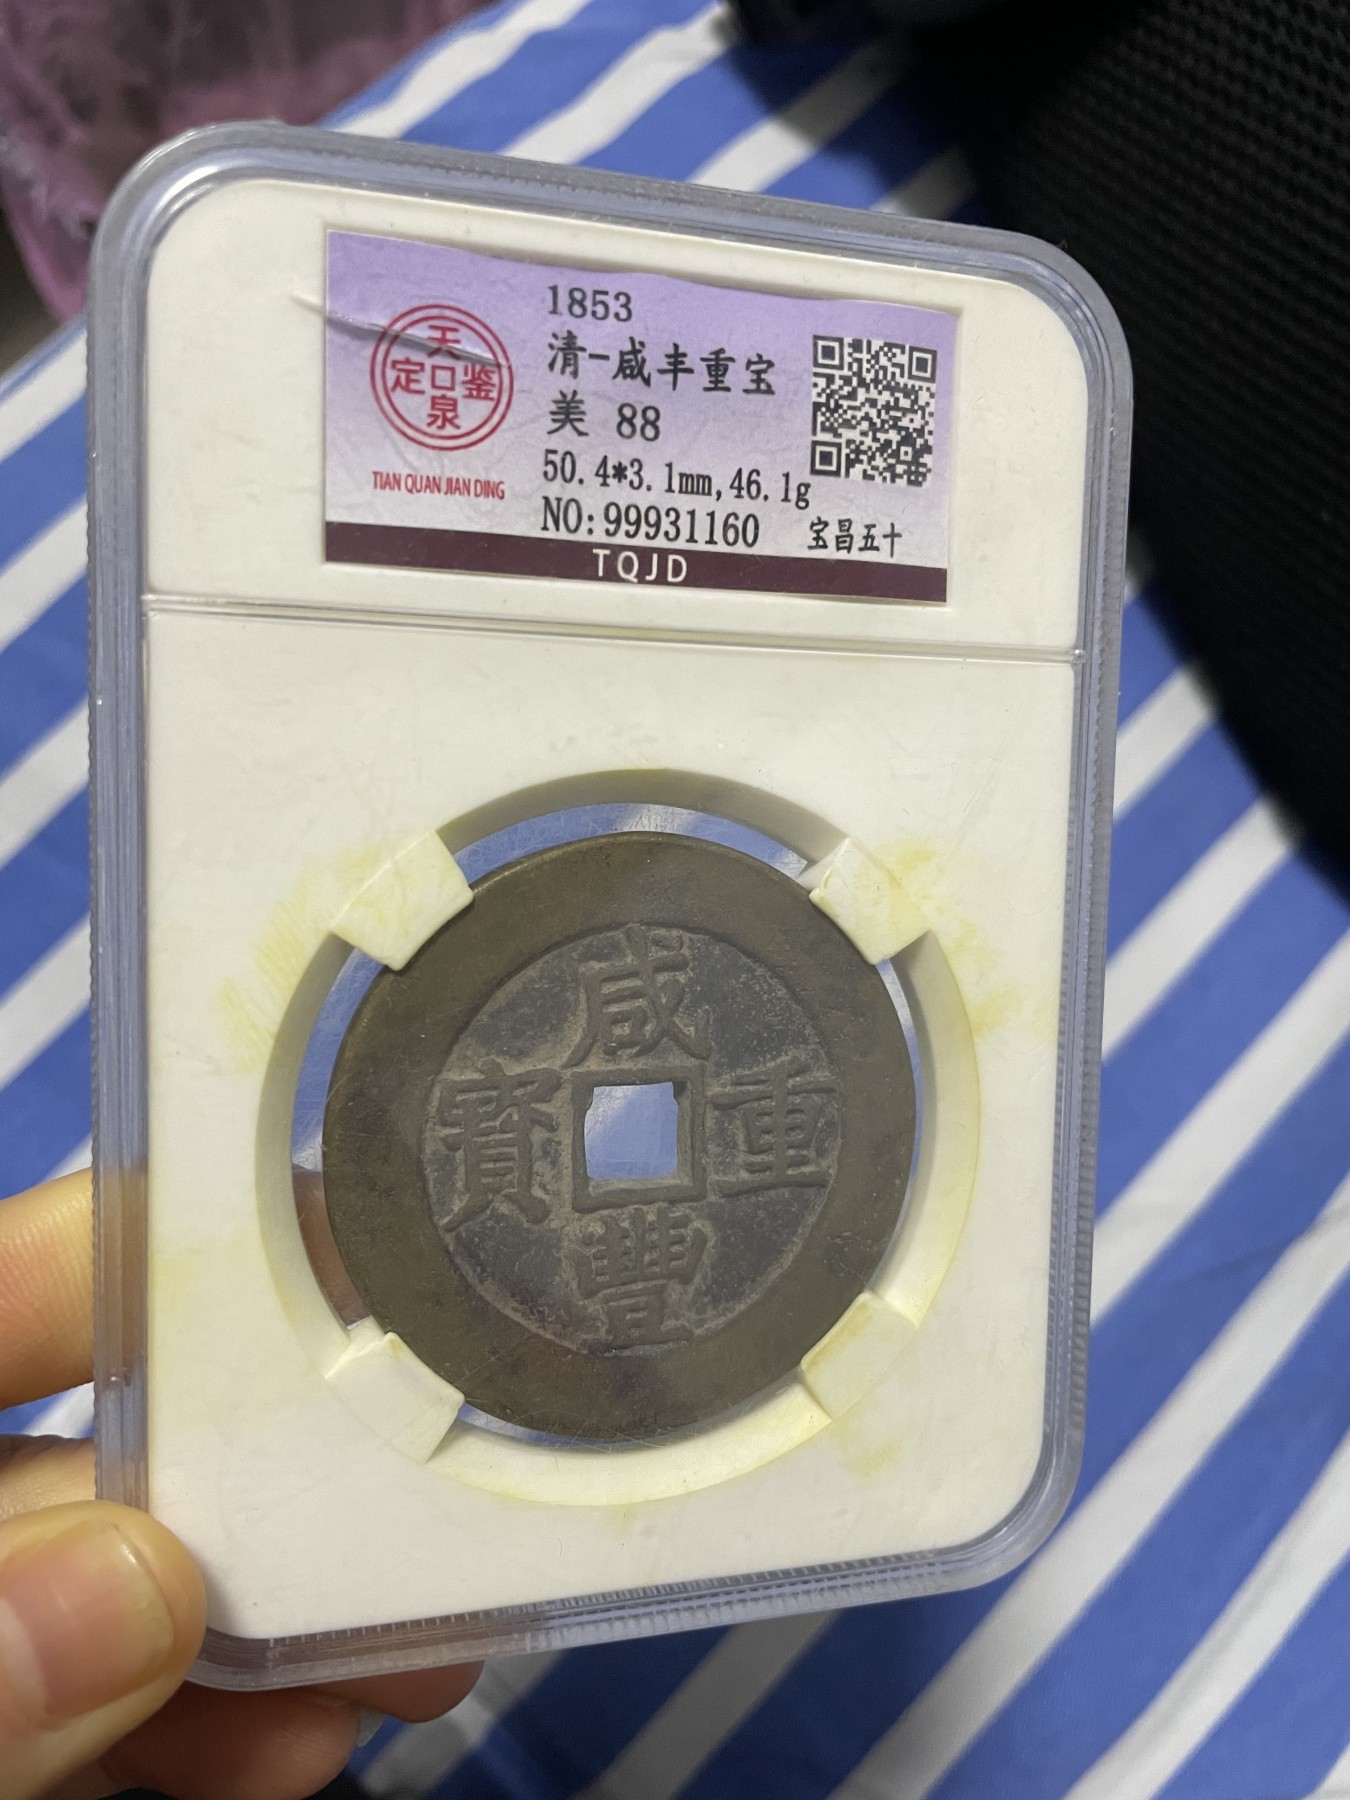 天泉鉴定
TIAN QUAN JIAN DING
1853
清-咸丰重宝
美 88
50.4*3.1mm,46.1g
NO:99931160 宝昌五十
TQJD
咸豐重寶